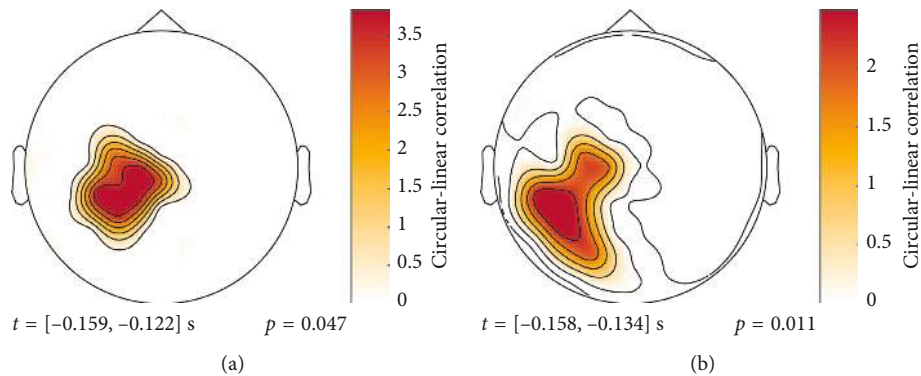 3.5
3
2.5
2
1.5
1
0.5
0
Circular-linear correlation
t = [−0.159, −0.122] s
p = 0.047
(a)
2
1.5
1
0.5
0
Circular-linear correlation
t = [−0.158, −0.134] s
p = 0.011
(b)